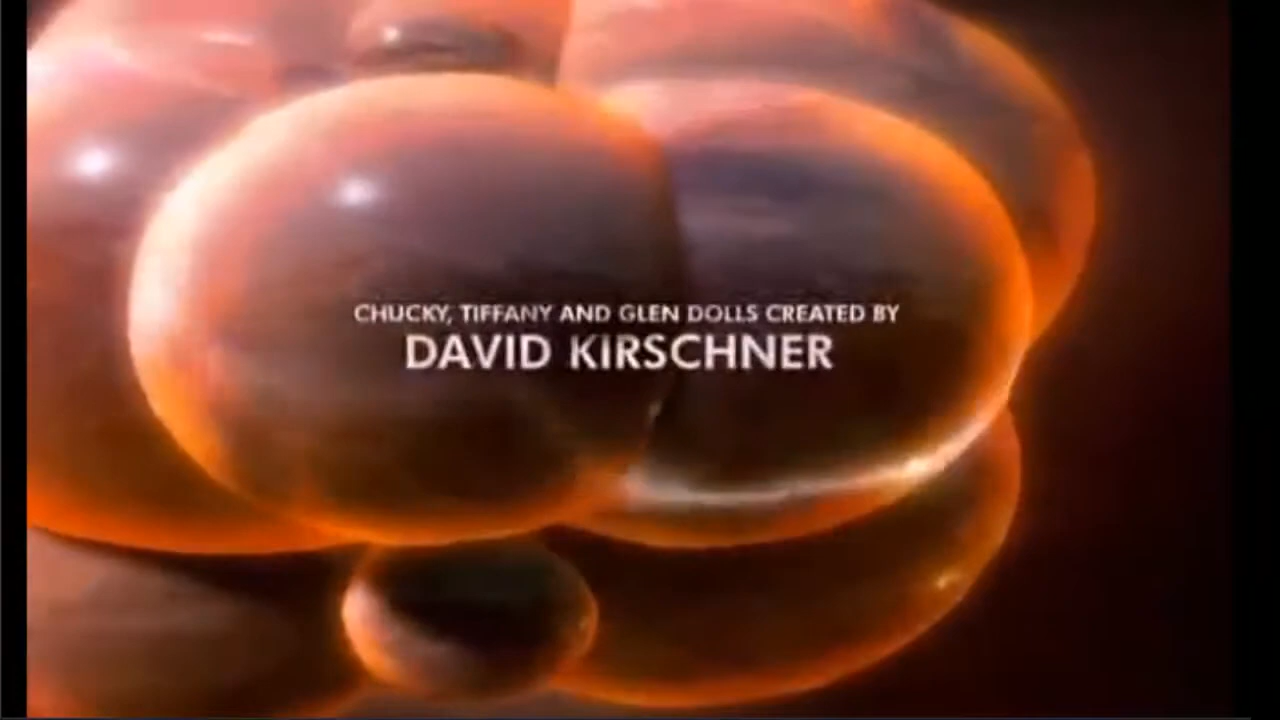 CHUCKY, TIFFANY AND GLEN DOLLS CREATED BY
DAVID KIRSCHNER